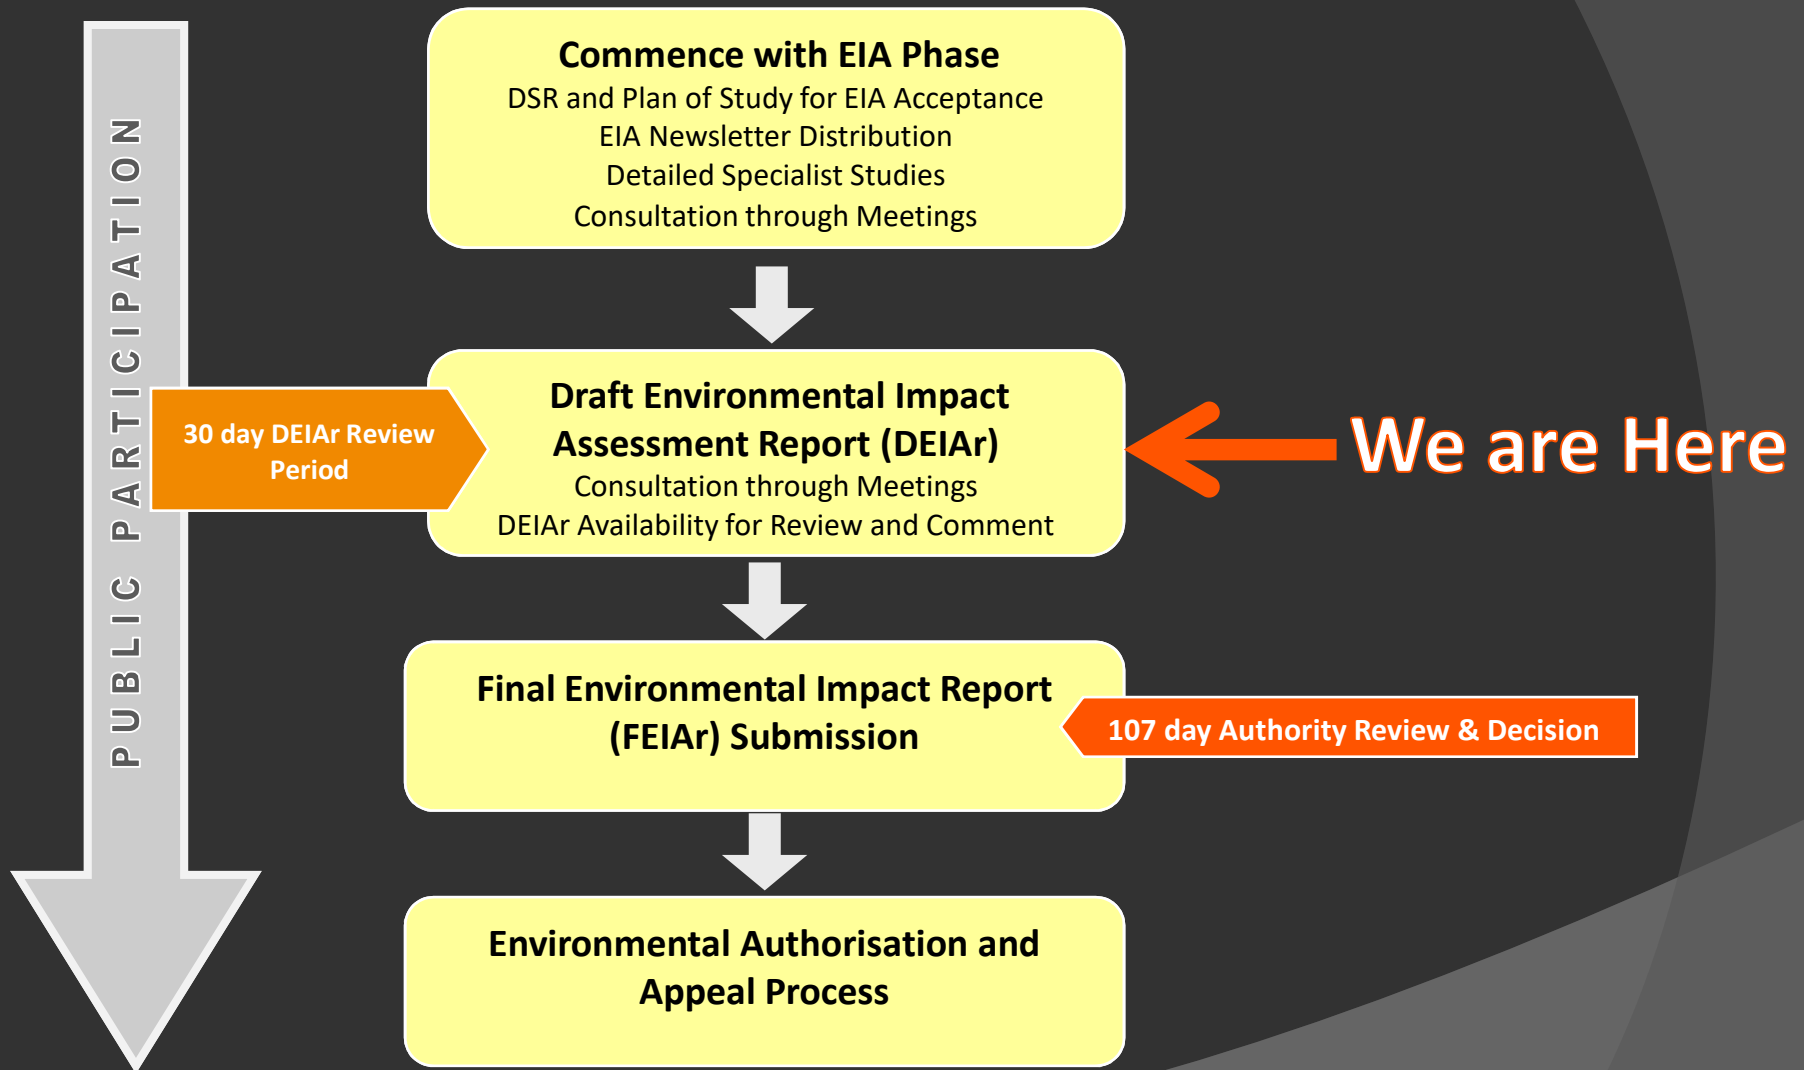 PUBLIC PARTICIPATION
Commence with EIA Phase
DSR and Plan of Study for EIA Acceptance
EIA Newsletter Distribution
Detailed Specialist Studies
Consultation through Meetings
30 day DEIAr Review
Period
Draft Environmental Impact
Assessment Report (DEIAr)
Consultation through Meetings
DEIAr Availability for Review and Comment
We are Here
Final Environmental Impact Report
(FEIAr) Submission
107 day Authority Review & Decision
Environmental Authorisation and
Appeal Process